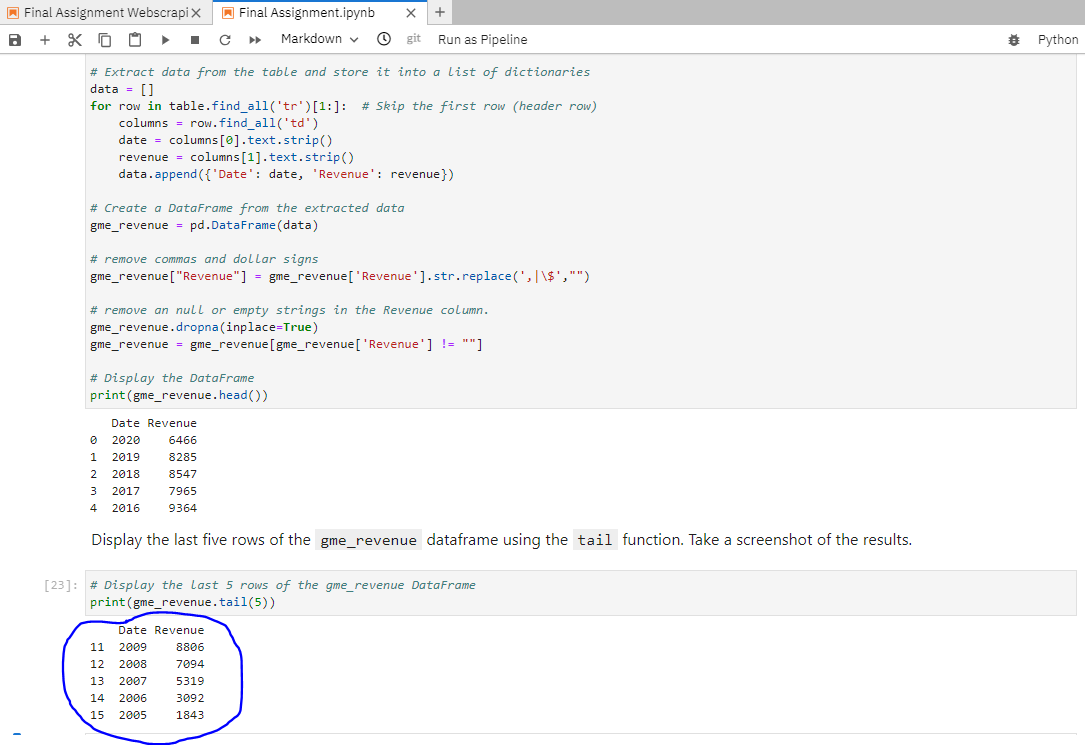 Final Assignment Webscrapi
Final Assignment.ipynb
Markdown
git
Run as Pipeline
Python
# Extract data from the table and store it into a list of dictionaries
data = []
for row in table.find_all('tr')[1:]:  # Skip the first row (header row)
    columns = row.find_all('td')
    date = columns[0].text.strip()
    revenue = columns[1].text.strip()
    data.append({'Date': date, 'Revenue': revenue})
# Create a DataFrame from the extracted data
gme_revenue = pd.DataFrame(data)
# remove commas and dollar signs
gme_revenue["Revenue"] = gme_revenue['Revenue'].str.replace(',|\$',"")
# remove an null or empty strings in the Revenue column.
gme_revenue.dropna(inplace=True)
gme_revenue = gme_revenue[gme_revenue['Revenue'] != ""]
# Display the DataFrame
print(gme_revenue.head())
Date Revenue
0  2020    6466
1  2019    8285
2  2018    8547
3  2017    7965
4  2016    9364
Display the last five rows of the gme_revenue dataframe using the tail function. Take a screenshot of the results.
[23]: # Display the last 5 rows of the gme_revenue DataFrame
print(gme_revenue.tail(5))
Date Revenue
11  2009    8806
12  2008    7094
13  2007    5319
14  2006    3092
15  2005    1843